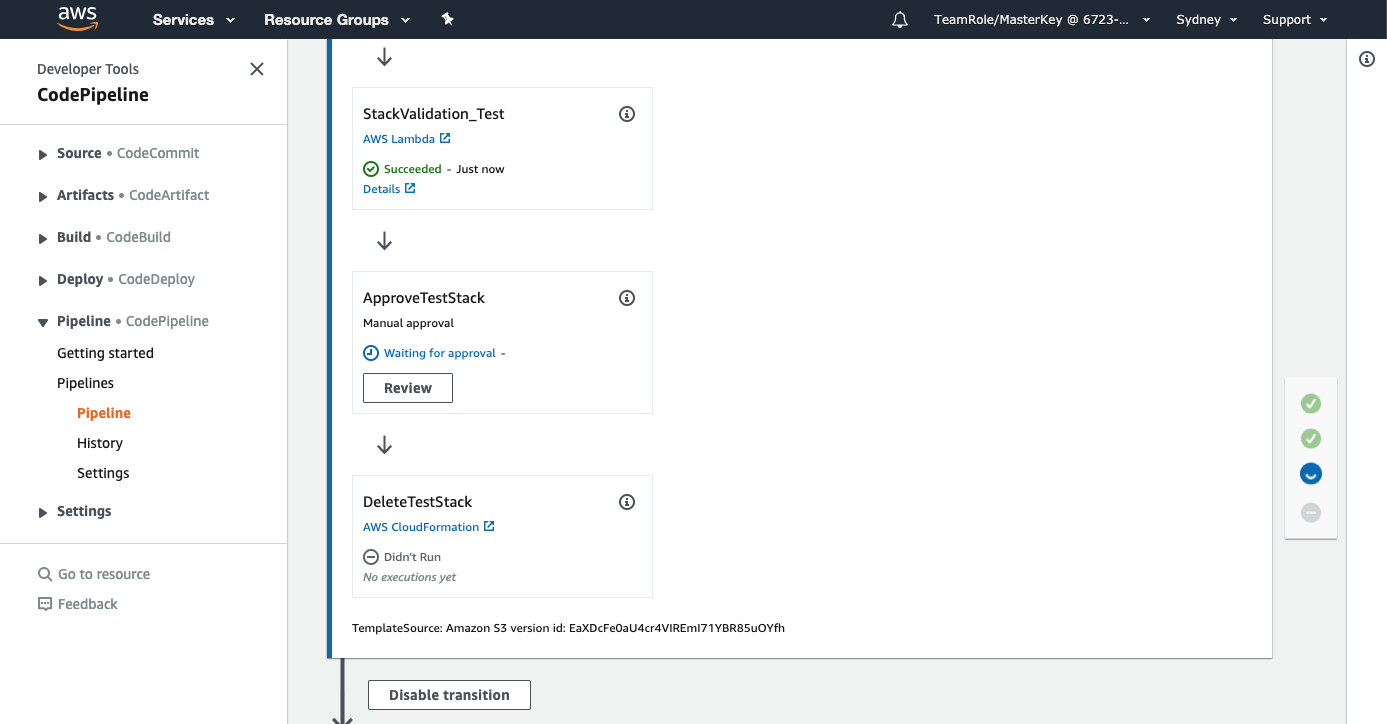 aws
Services
Resource Groups
TeamRole/MasterKey @ 6723-...
Sydney
Support
Developer Tools
CodePipeline
Source • CodeCommit
Artifacts • CodeArtifact
Build • CodeBuild
Deploy • CodeDeploy
Pipeline • CodePipeline
Getting started
Pipelines
Pipeline
History
Settings
Settings
Go to resource
Feedback
StackValidation_Test
AWS Lambda
Succeeded - Just now
Details
ApproveTestStack
Manual approval
Waiting for approval -
Review
DeleteTestStack
AWS CloudFormation
Didn't Run
No executions yet
TemplateSource: Amazon S3 version id: EaXDcFe0aU4cr4VIREmI71YBR85uOYfh
Disable transition